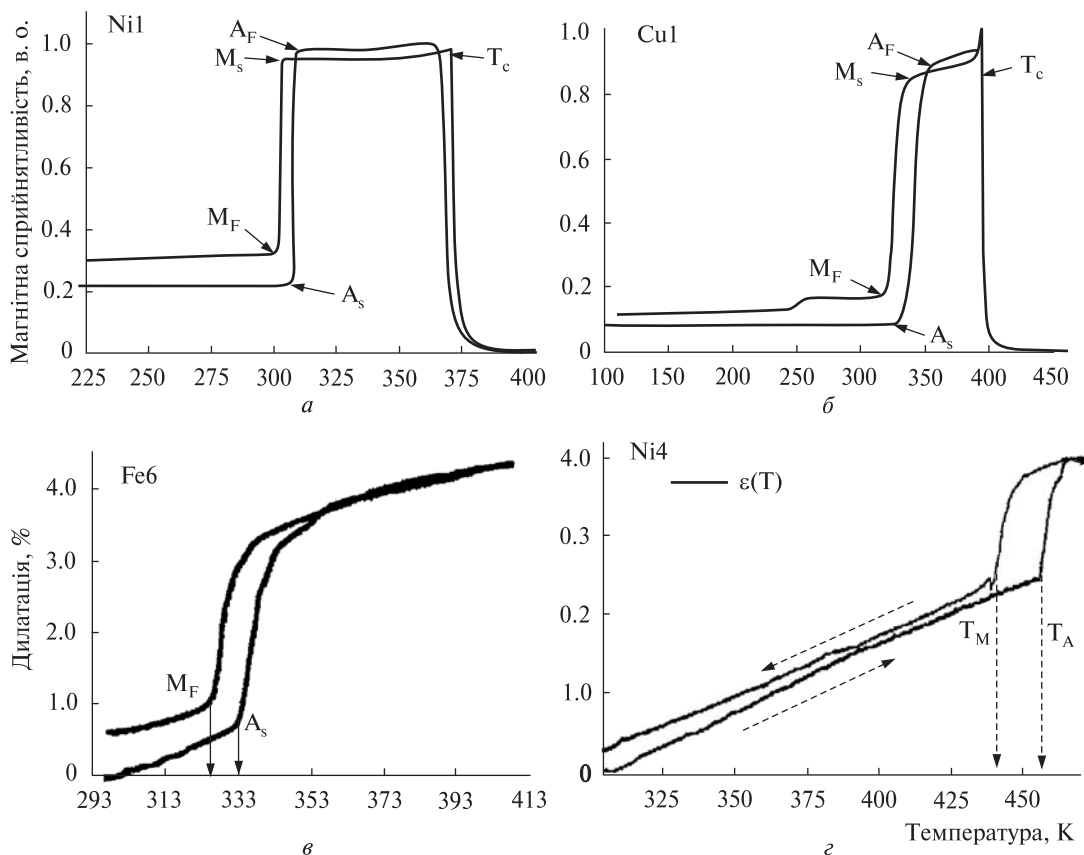 Ni1
Магнітна сприйнятливість, в. о.
1.0
0.8
0.6
0.4
0.2
0
A_F
M_s
T_c
M_F
A_s
225 250 275 300 325 350 375 400
а
Cu1
1.0
0.8
0.6
0.4
0.2
0
A_F
M_s
T_c
M_F
A_s
100 150 200 250 300 350 400 450
б
Fe6
Дилатація, %
4.0
3.0
2.0
1.0
0
M_F
A_s
293 313 333 353 373 393 413
в
Ni4
ε(T)
4.0
3.0
0.2
1.0
0
T_M
T_A
325 350 375 400 425 450
Температура, К
г